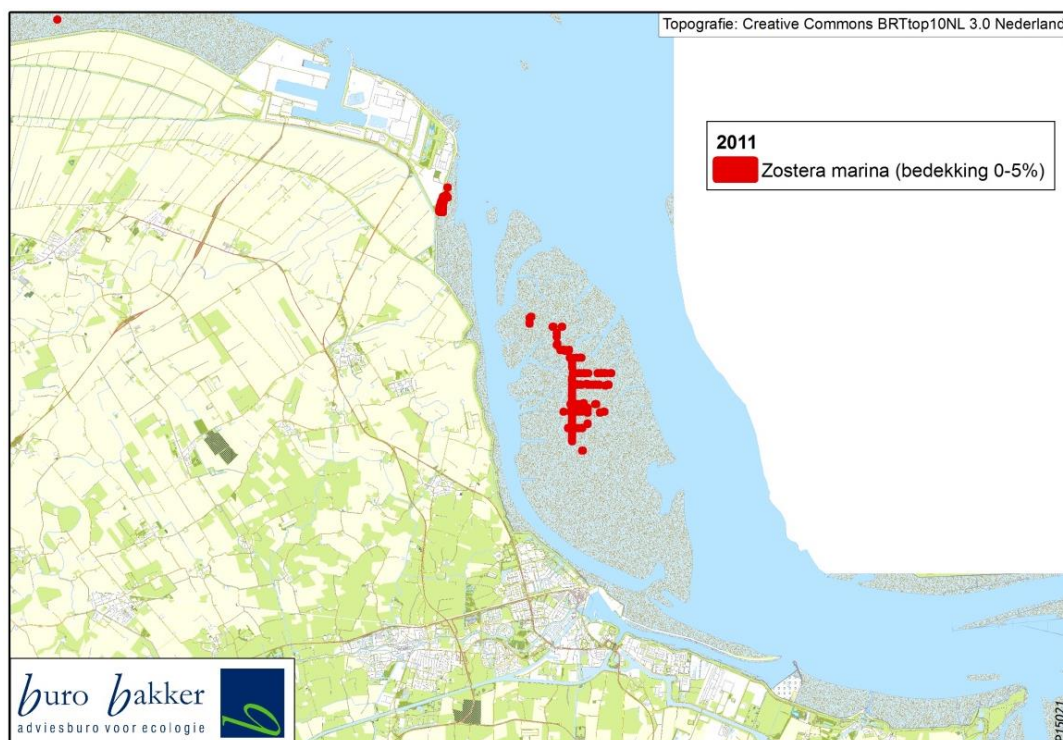 Topografie: Creative Commons BRTtop10NL 3.0 Nederland
2011
Zostera marina (bedekking 0-5%)
buro bakker
adviesburo voor ecologie
b